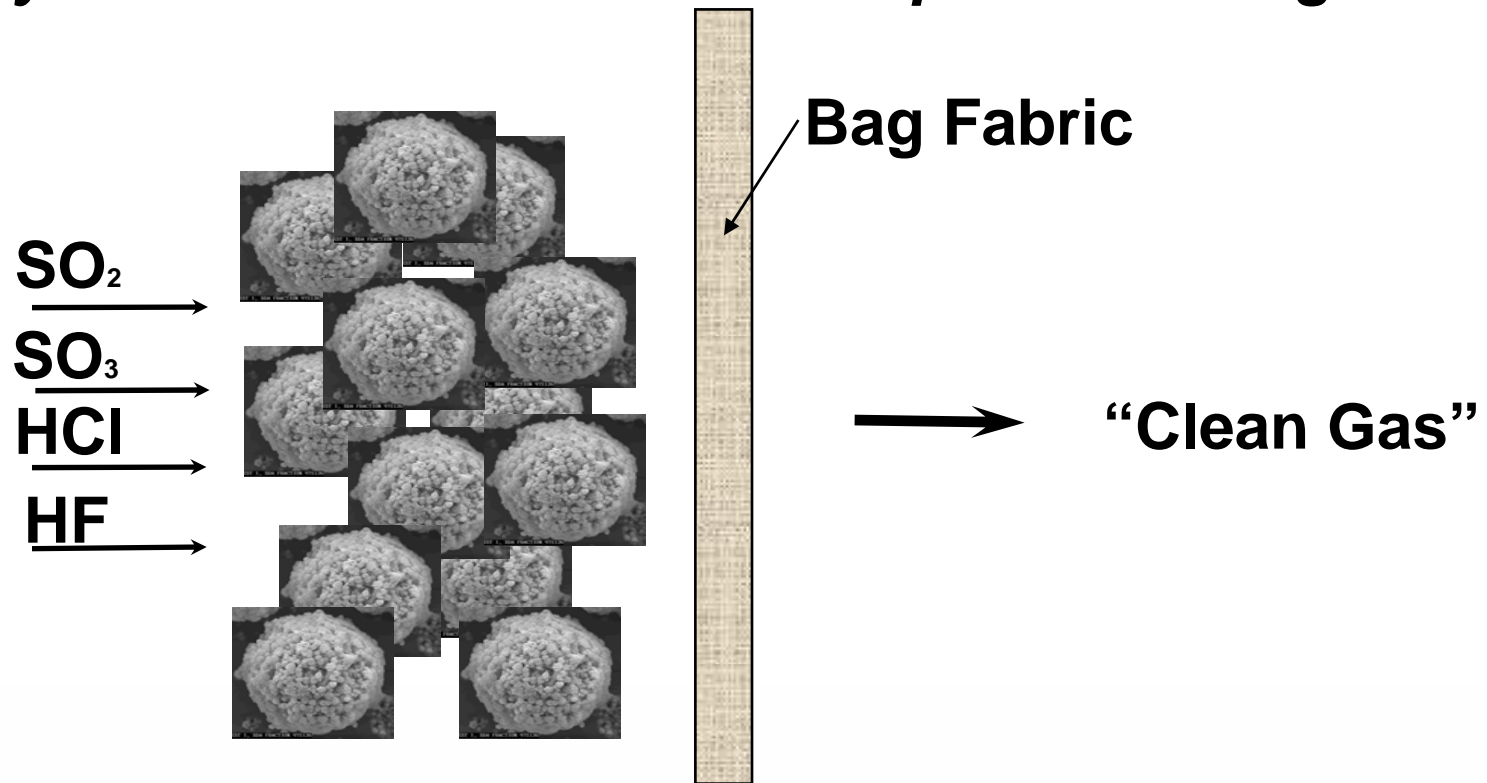 Bag Fabric
SO₂
SO₃
HCl
HF
“Clean Gas”